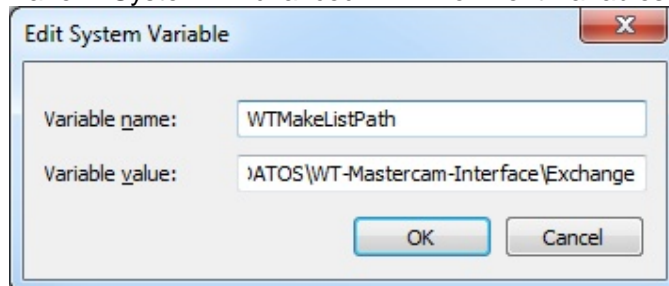 Edit System Variable
Variable name:
WTMakeListPath
Variable value:
ATOS\WT-Mastercam-Interface\Exchange
OK
Cancel